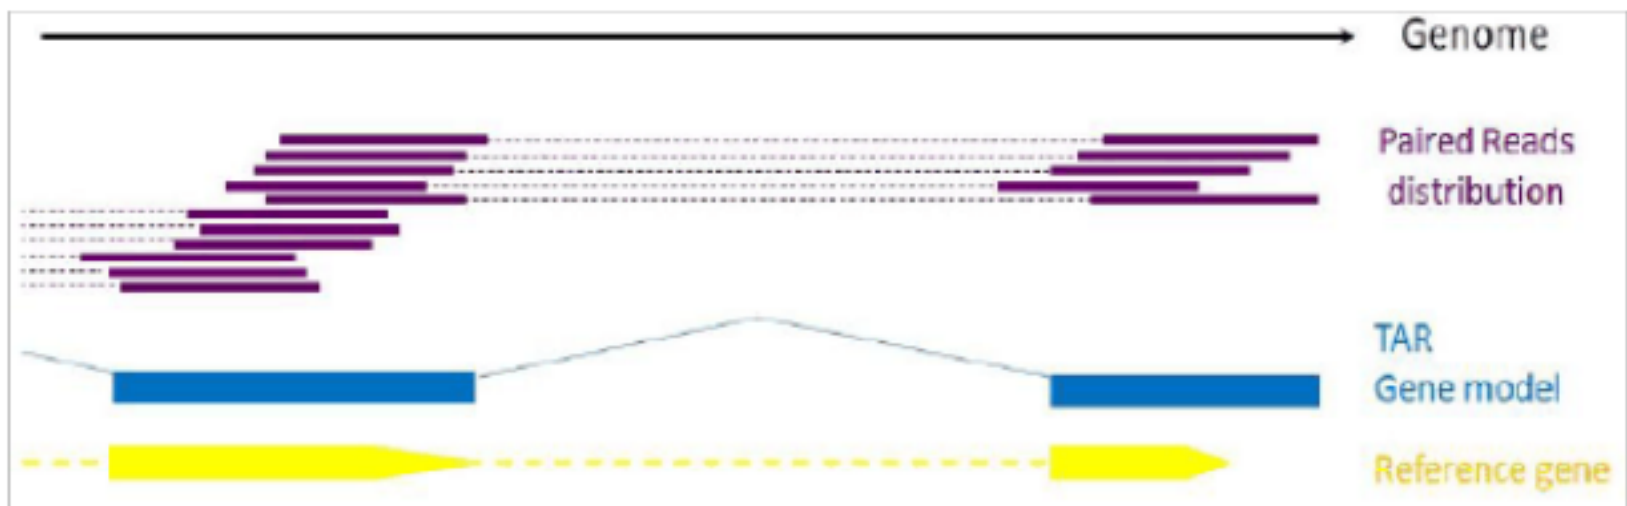 Genome
Paired Reads
distribution
TAR
Gene model
Reference gene